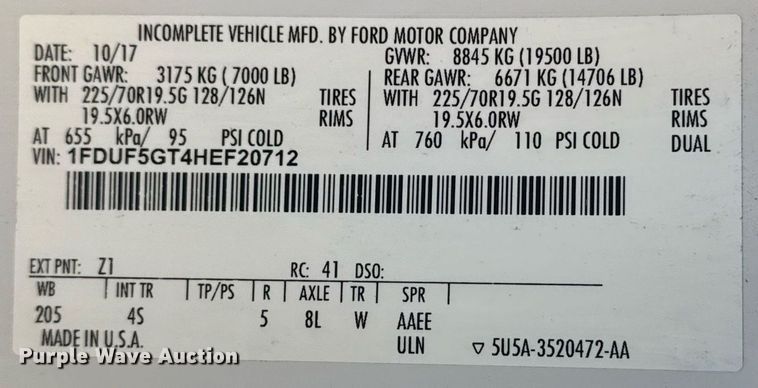 INCOMPLETE VEHICLE MFD. BY FORD MOTOR COMPANY
DATE: 10/17 GVWR: 8845 KG (19500 LB)
FRONT GAWR: 3175 KG ( 7000 LB) REAR GAWR: 6671 KG (14706 LB)
WITH 225/70R19.5G 128/126N TIRES WITH 225/70R19.5G 128/126N TIRES
19.5X6.0RW RIMS 19.5X6.0RW RIMS
AT 655 kPa/ 95 PSI COLD AT 760 kPa/ 110 PSI COLD DUAL
VIN: 1FDUF5GT4HEF20712
EXT PNT: Z1 RC: 41 DSO:
WB INT TR TP/PS R AXLE TR SPR
205 4S 5 8L W AAEE
MADE IN U.S.A. ULN ▽ 5U5A-3520472-AA
Purple Wave Auction